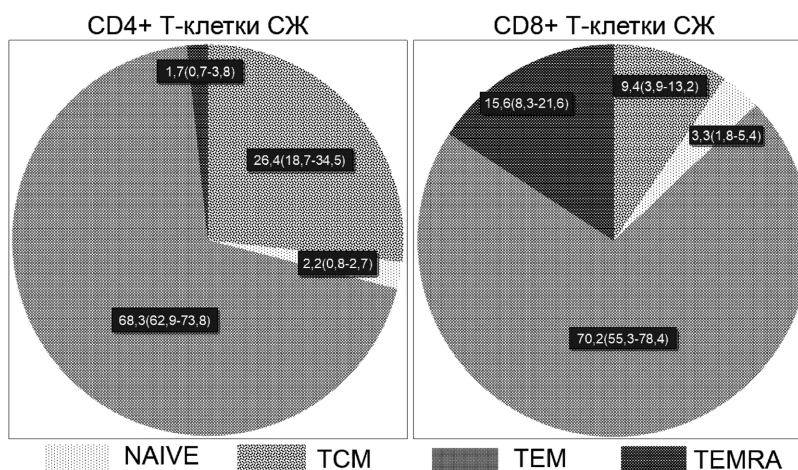 CD4+ Т-клетки СЖ
CD8+ Т-клетки СЖ
1,7(0,7-3,8)
26,4(18,7-34,5)
2,2(0,8-2,7)
68,3(62,9-73,8)
15,6(8,3-21,6)
9,4(3,9-13,2)
3,3(1,8-5,4)
70,2(55,3-78,4)
NAIVE
TCM
TEM
TEMRA